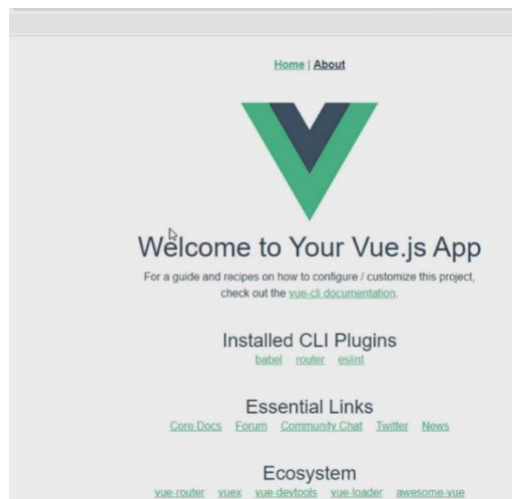 Home | About
Welcome to Your Vue.js App
For a guide and recipes on how to configure / customize this project,
check out the vue-cli documentation.
Installed CLI Plugins
babel router eslint
Essential Links
Core Docs Forum Community Chat Twitter News
Ecosystem
vue-router vuex vue-devtools vue-loader awesome-vue